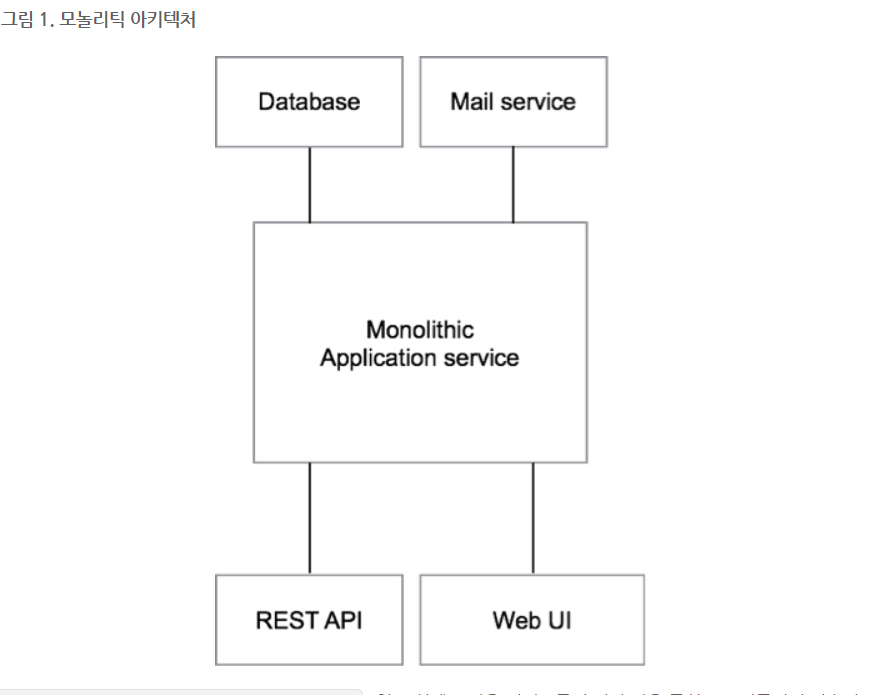 그림 1. 모놀리틱 아키텍처
Database
Mail service
Monolithic
Application service
REST API
Web UI